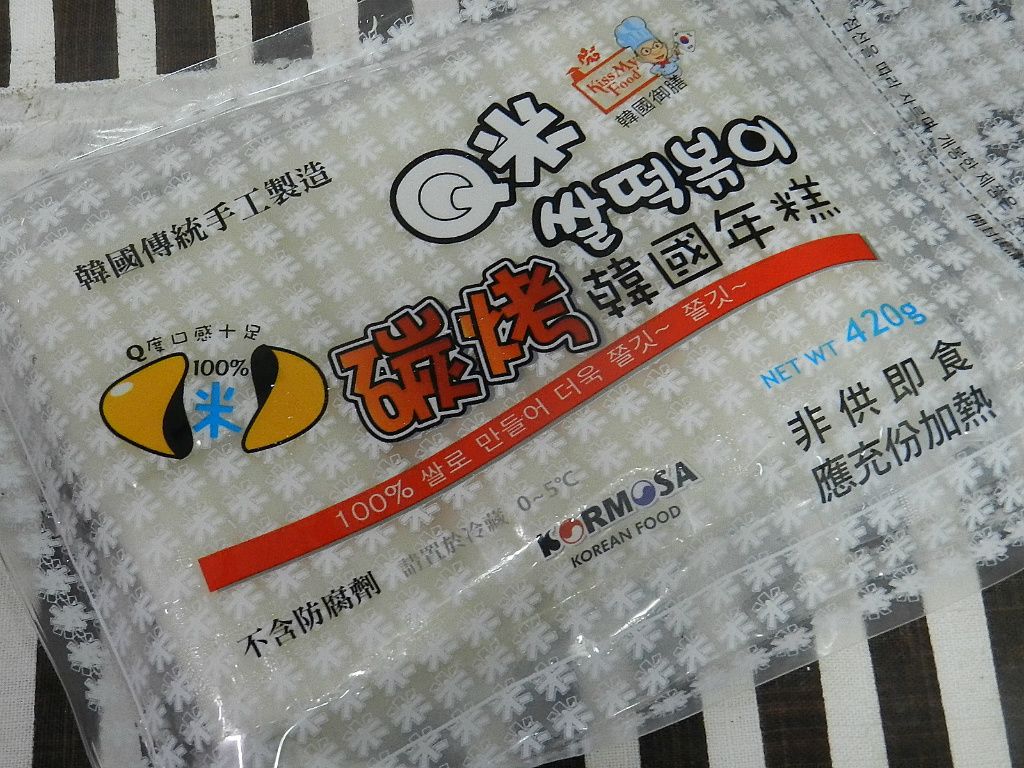 KissMy
Food
韓國御膳
Q米
쌀떡볶이
韓國傳統手工製造
碳烤
韓國年糕
Q度口感十足
100%
米
100% 쌀로 만들어 더욱 쫄깃~ 쫄깃~
NET WT 420g
非供即食
應充份加熱
請置於冷藏 0~5℃
KORMOSA
KOREAN FOOD
不含防腐劑